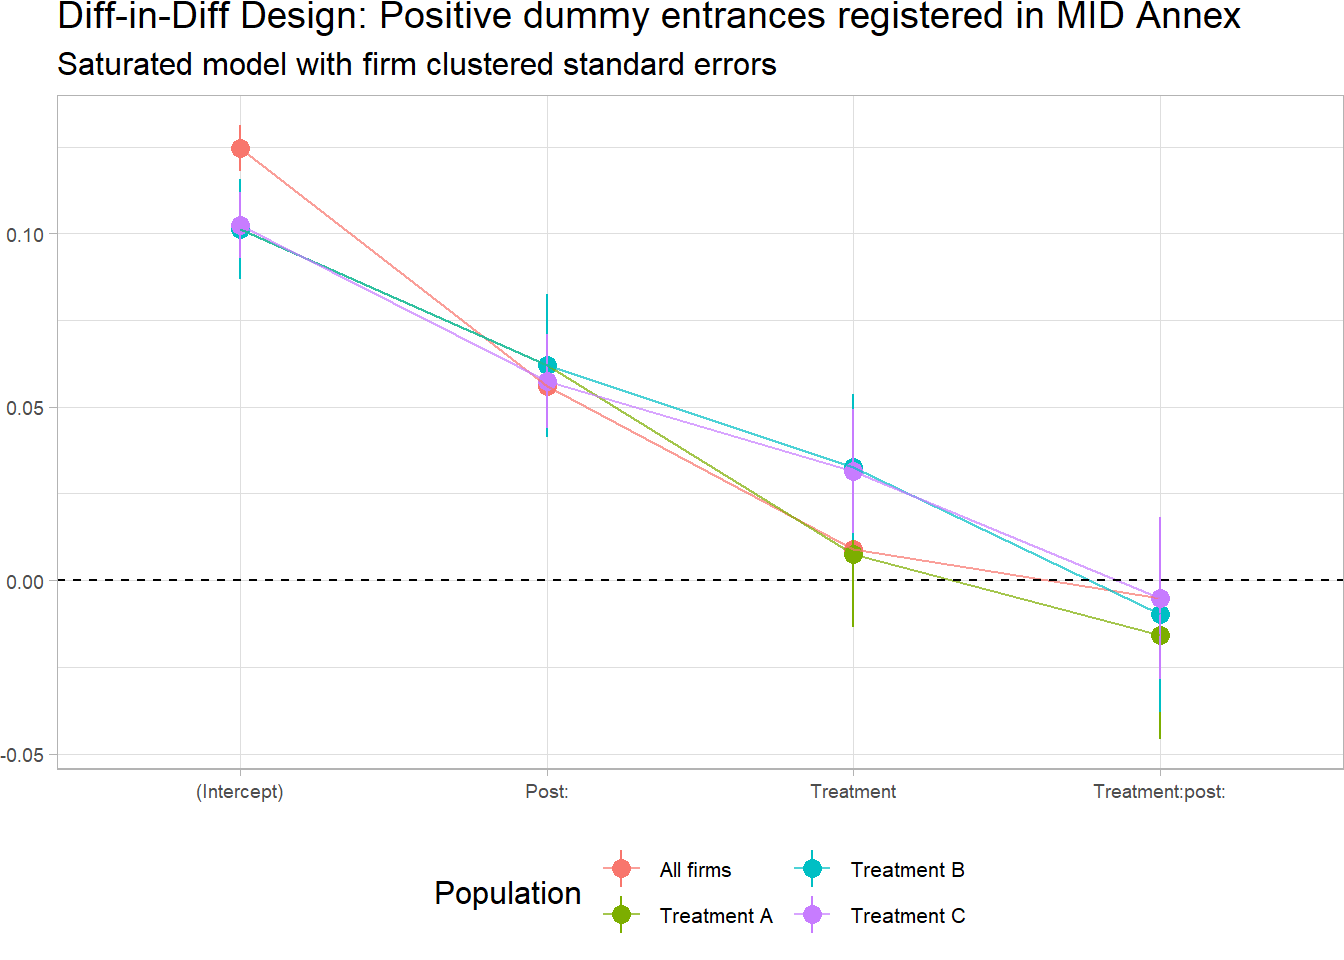 Diff-in-Diff Design: Positive dummy entrances registered in MID Annex
Saturated model with firm clustered standard errors
0.10
0.05
0.00
-0.05
(Intercept)
Post:
Treatment
Treatment:post:
Population
All firms
Treatment A
Treatment B
Treatment C